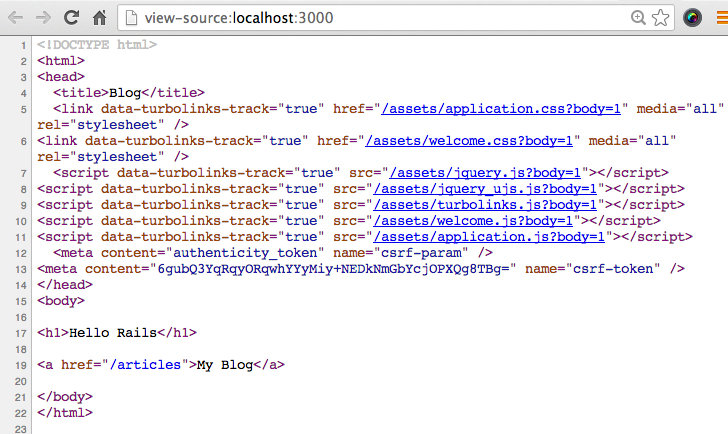 view-source:localhost:3000
1 <!DOCTYPE html>
2 <html>
3 <head>
4 <title>Blog</title>
5 <link data-turbolinks-track="true" href="/assets/application.css?body=1" media="all"
rel="stylesheet" />
6 <link data-turbolinks-track="true" href="/assets/welcome.css?body=1" media="all"
rel="stylesheet" />
7 <script data-turbolinks-track="true" src="/assets/jquery.js?body=1"></script>
8 <script data-turbolinks-track="true" src="/assets/jquery_ujs.js?body=1"></script>
9 <script data-turbolinks-track="true" src="/assets/turbolinks.js?body=1"></script>
10 <script data-turbolinks-track="true" src="/assets/welcome.js?body=1"></script>
11 <script data-turbolinks-track="true" src="/assets/application.js?body=1"></script>
12 <meta content="authenticity_token" name="csrf-param" />
13 <meta content="6gubQ3YqRqyORqwhYYyMiy+NEDkNmGbYcjOPXQg8TBg=" name="csrf-token" />
14 </head>
15 <body>
16
17 <h1>Hello Rails</h1>
18
19 <a href="/articles">My Blog</a>
20
21 </body>
22 </html>
23